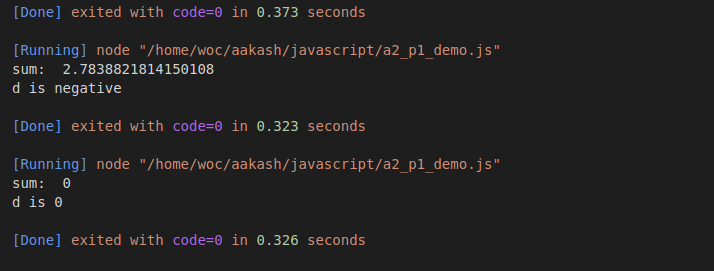 [Done] exited with code=0 in 0.373 seconds
[Running] node "/home/woc/aakash/javascript/a2_p1_demo.js"
sum:  2.7838821814150108
d is negative
[Done] exited with code=0 in 0.323 seconds
[Running] node "/home/woc/aakash/javascript/a2_p1_demo.js"
sum:  0
d is 0
[Done] exited with code=0 in 0.326 seconds